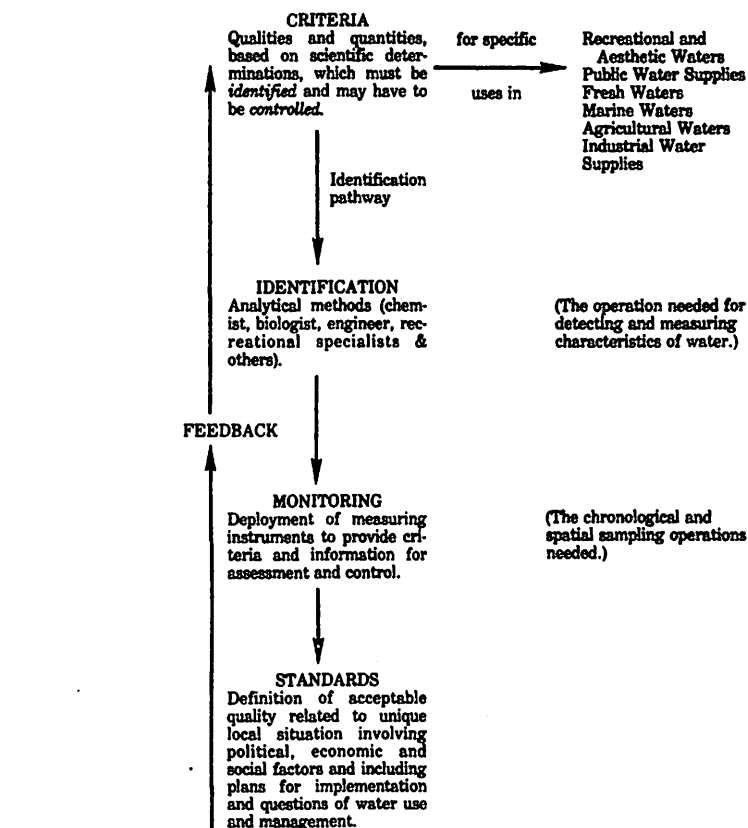 CRITERIA
Qualities and quantities,
based on scientific deter-
minations, which must be
identified and may have to
be controlled.
for specific
uses in
Recreational and
Aesthetic Waters
Public Water Supplies
Fresh Waters
Marine Waters
Agricultural Waters
Industrial Water
Supplies
Identification
pathway
IDENTIFICATION
Analytical methods (chem-
ist, biologist, engineer, rec-
reational specialists &
others).
(The operation needed for
detecting and measuring
characteristics of water.)
FEEDBACK
MONITORING
Deployment of measuring
instruments to provide cri-
teria and information for
assessment and control.
(The chronological and
spatial sampling operations
needed.)
STANDARDS
Definition of acceptable
quality related to unique
local situation involving
political, economic and
social factors and including
plans for implementation
and questions of water use
and management.